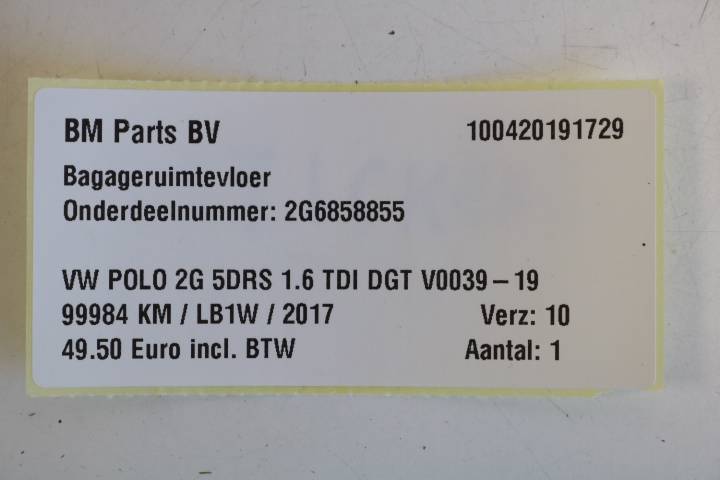 BM Parts BV 100420191729
Bagageruimtevloer
Onderdeelnummer: 2G6858855
VW POLO 2G 5DRS 1.6 TDI DGT V0039-19
99984 KM / LB1W / 2017 Verz: 10
49.50 Euro incl. BTW Aantal: 1